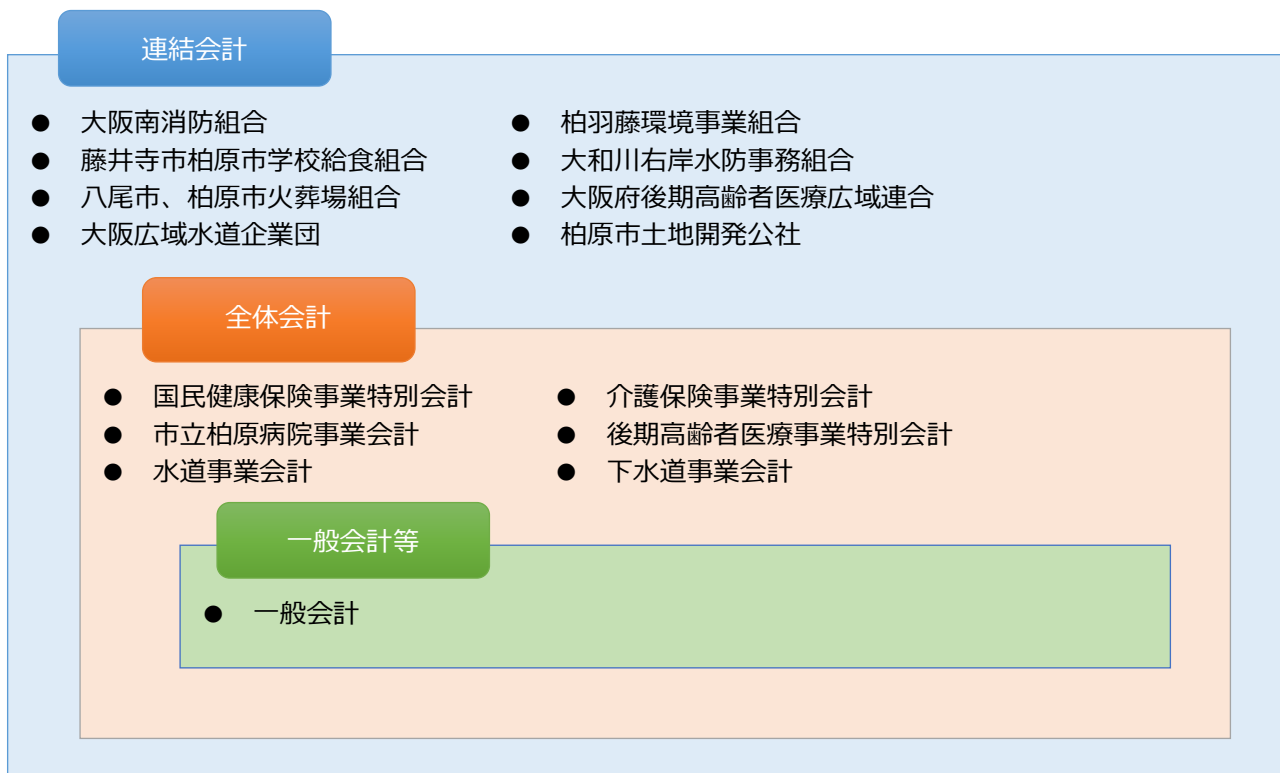 連結会計
● 大阪南消防組合
● 藤井寺市柏原市学校給食組合
● 八尾市、柏原市火葬場組合
● 大阪広域水道企業団
● 柏羽藤環境事業組合
● 大和川右岸水防事務組合
● 大阪府後期高齢者医療広域連合
● 柏原市土地開発公社
全体会計
● 国民健康保険事業特別会計
● 市立柏原病院事業会計
● 水道事業会計
● 介護保険事業特別会計
● 後期高齢者医療事業特別会計
● 下水道事業会計
一般会計等
● 一般会計